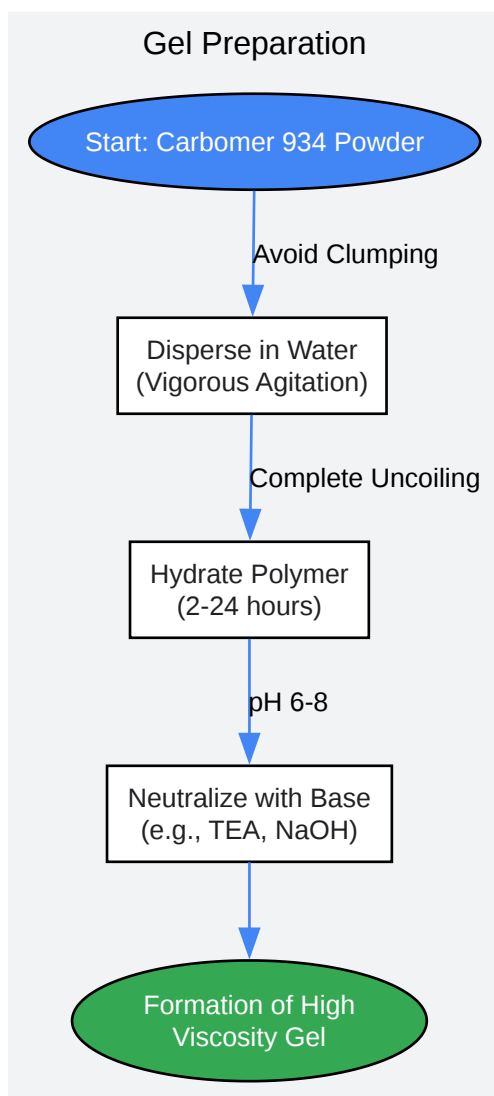 Gel Preparation
Start: Carbomer 934 Powder
Avoid Clumping
Disperse in Water
(Vigorous Agitation)
Complete Uncoiling
Hydrate Polymer
(2-24 hours)
pH 6-8
Neutralize with Base
(e.g., TEA, NaOH)
Formation of High
Viscosity Gel